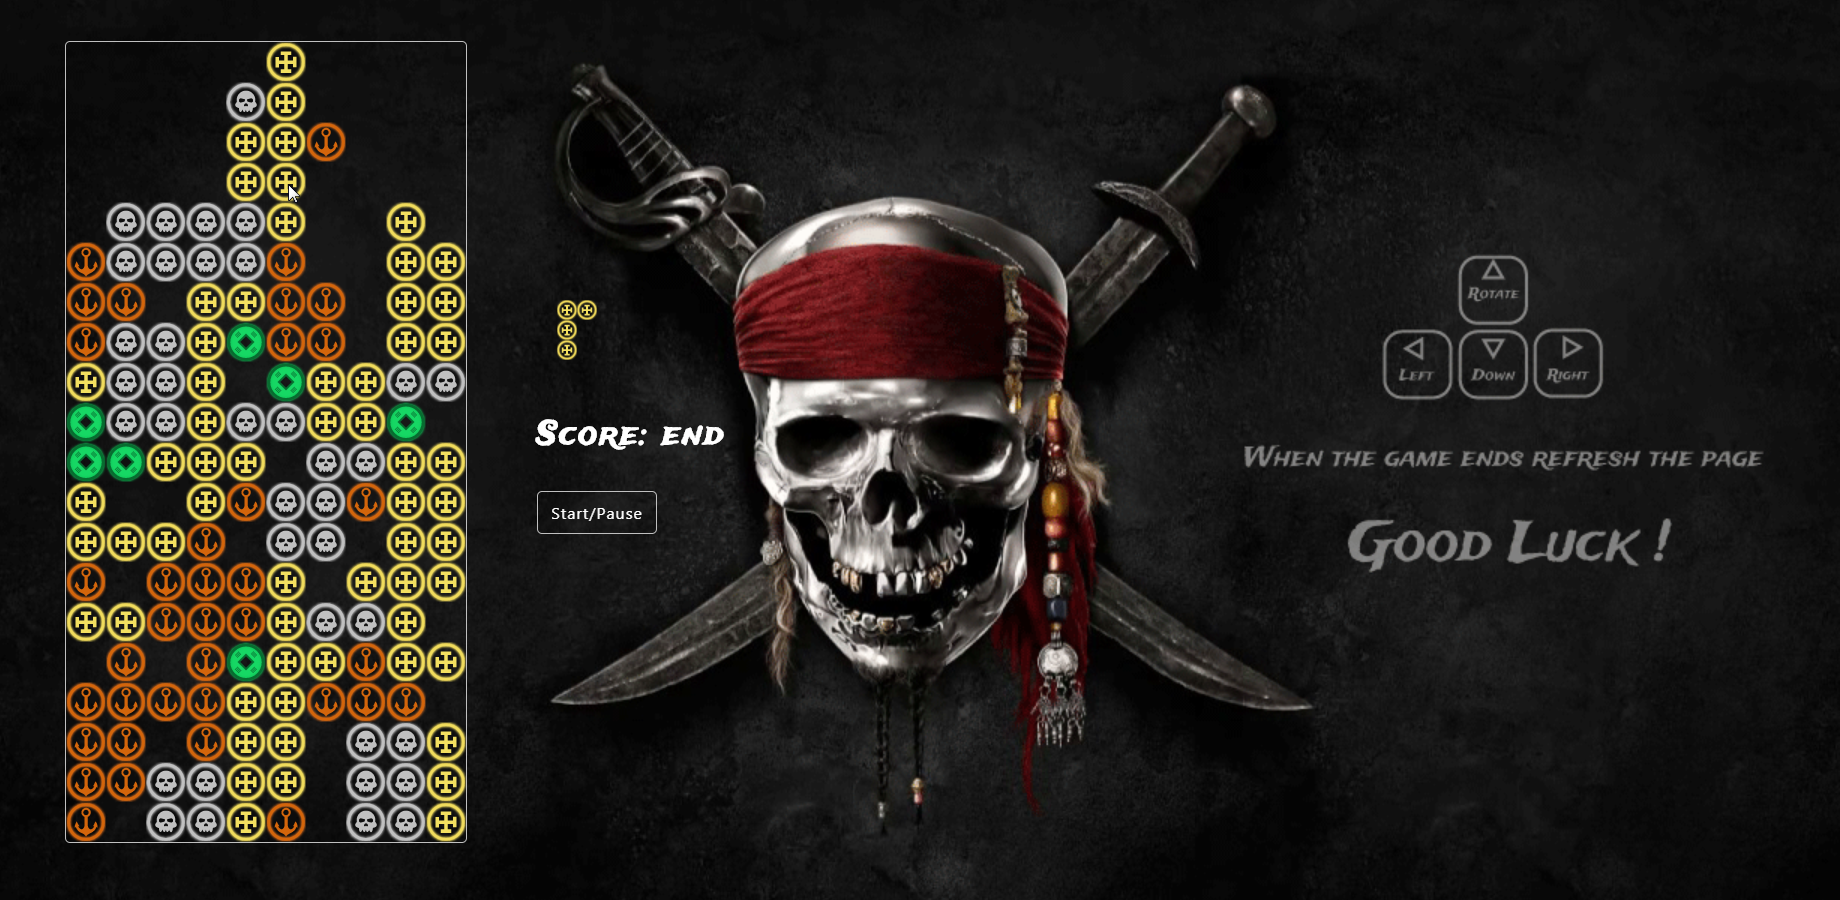 Score: end
Start/Pause
Rotate
Left
Down
Right
When the game ends refresh the page
Good Luck !